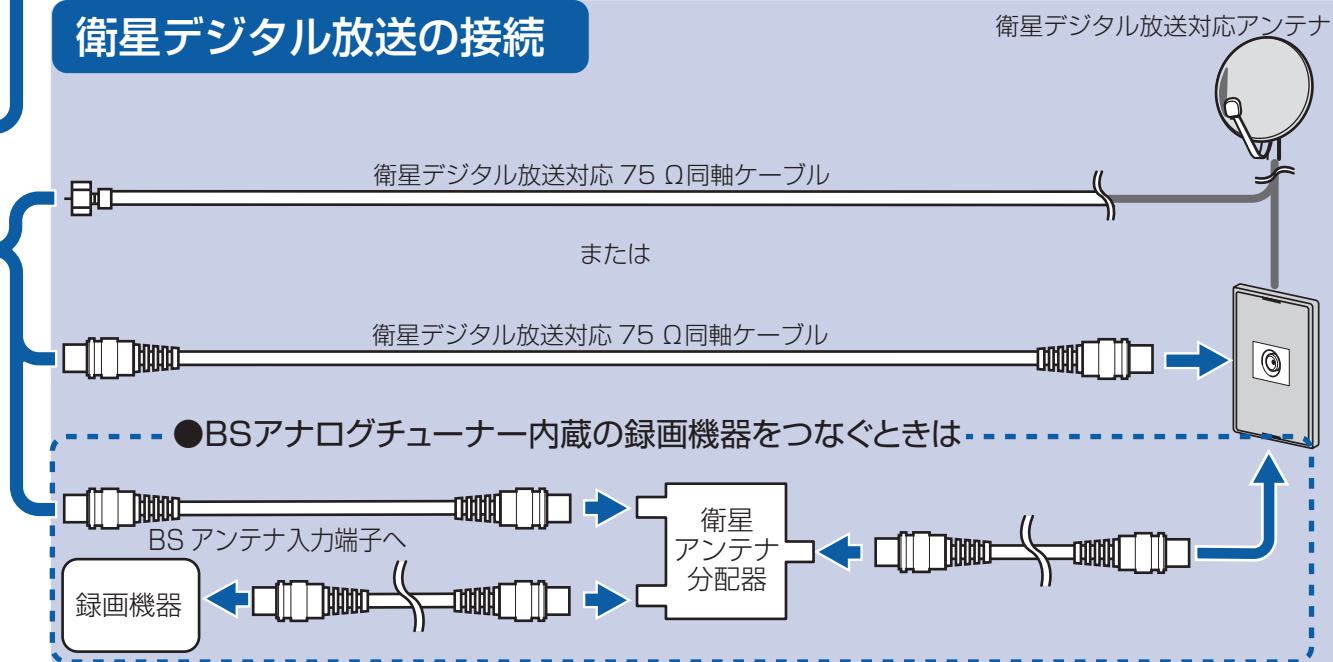 衛星デジタル放送の接続
衛星デジタル放送対応アンテナ
衛星デジタル放送対応 75 Ω同軸ケーブル
または
衛星デジタル放送対応 75 Ω同軸ケーブル
●BSアナログチューナー内蔵の録画機器をつなぐときは
BS アンテナ入力端子へ
衛星
アンテナ
分配器
録画機器